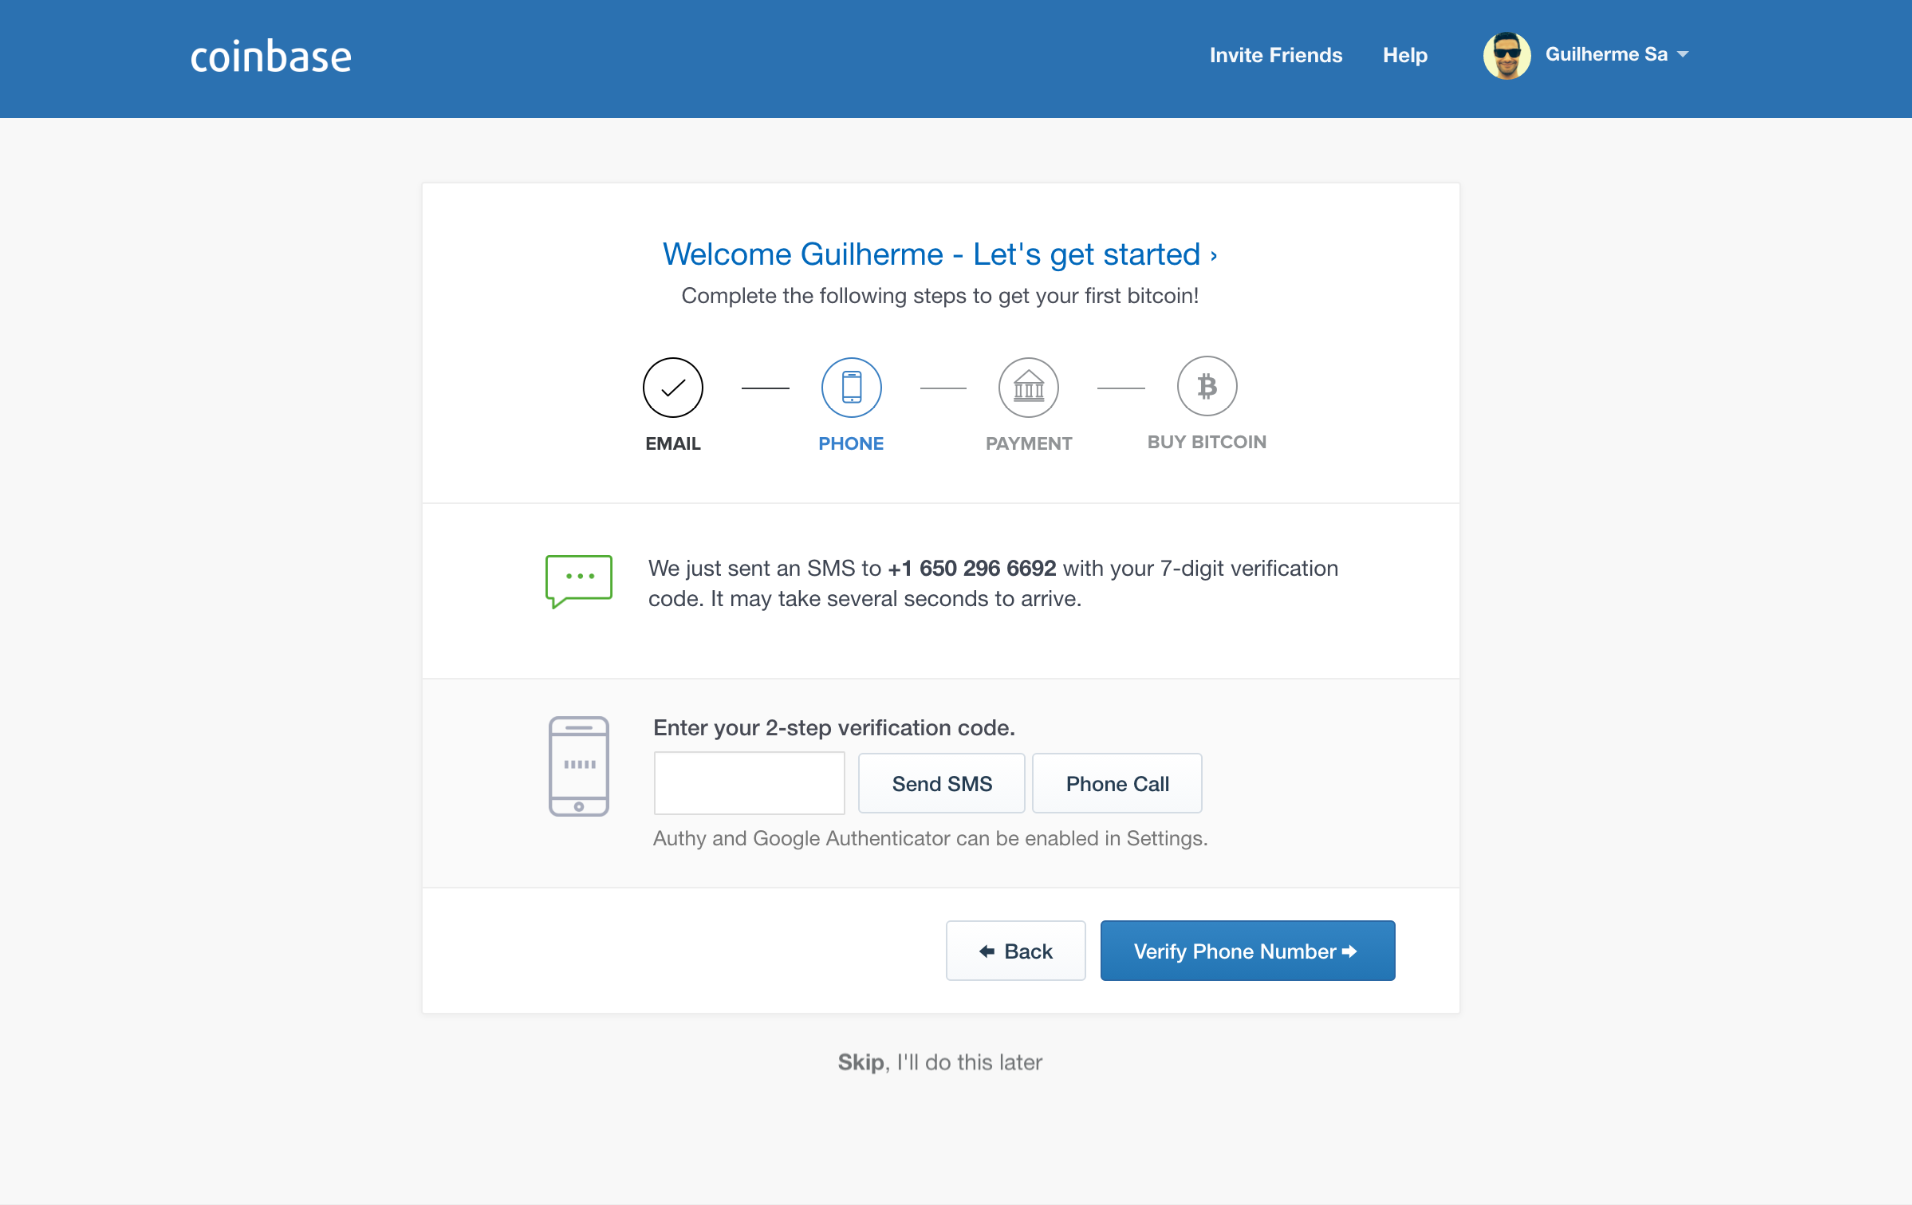 coinbase
Invite Friends
Help
Guilherme Sa
Welcome Guilherme - Let's get started ›
Complete the following steps to get your first bitcoin!
EMAIL
PHONE
PAYMENT
BUY BITCOIN
We just sent an SMS to +1 650 296 6692 with your 7-digit verification
code. It may take several seconds to arrive.
Enter your 2-step verification code.
Send SMS
Phone Call
Authy and Google Authenticator can be enabled in Settings.
Back
Verify Phone Number
Skip, I'll do this later